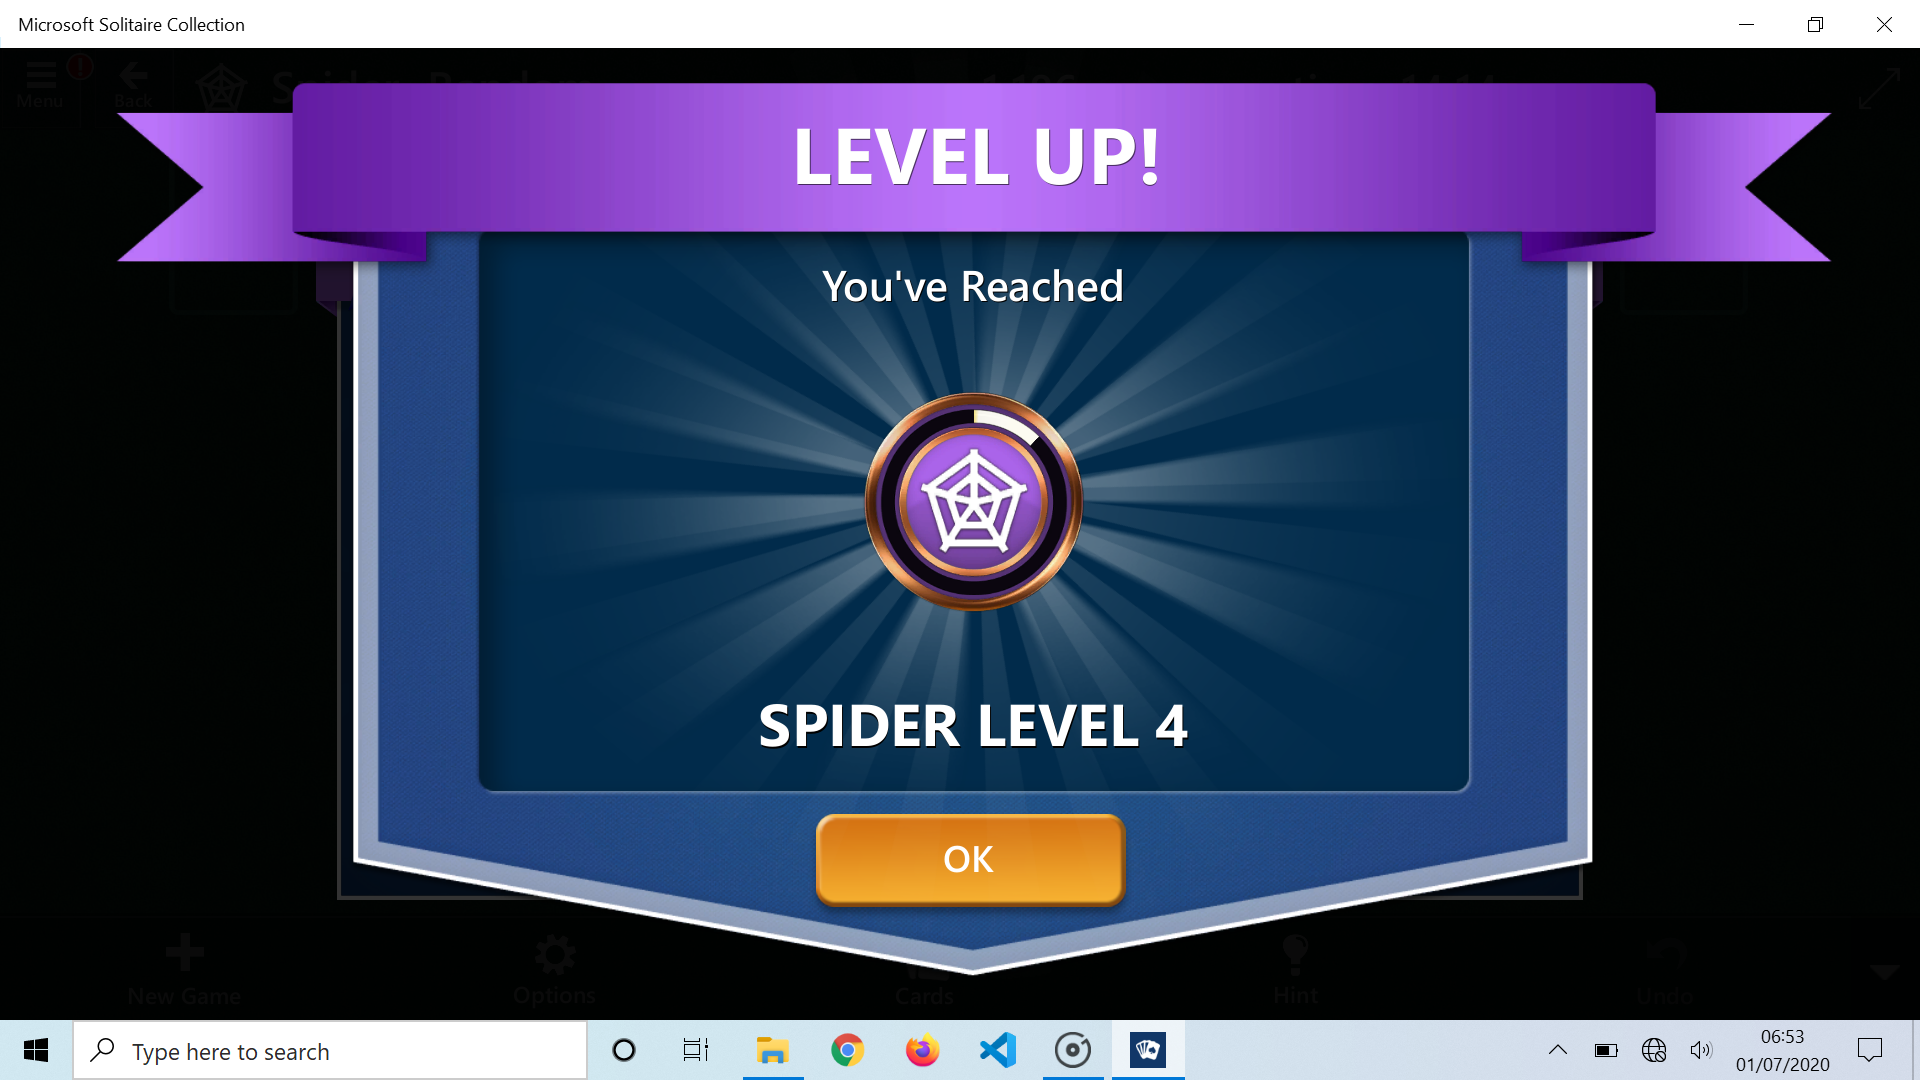 Microsoft Solitaire Collection
Menu
Back
LEVEL UP!
You've Reached
SPIDER LEVEL 4
OK
New Game
Options
Cards
Hint
Undo
Type here to search
06:53
01/07/2020